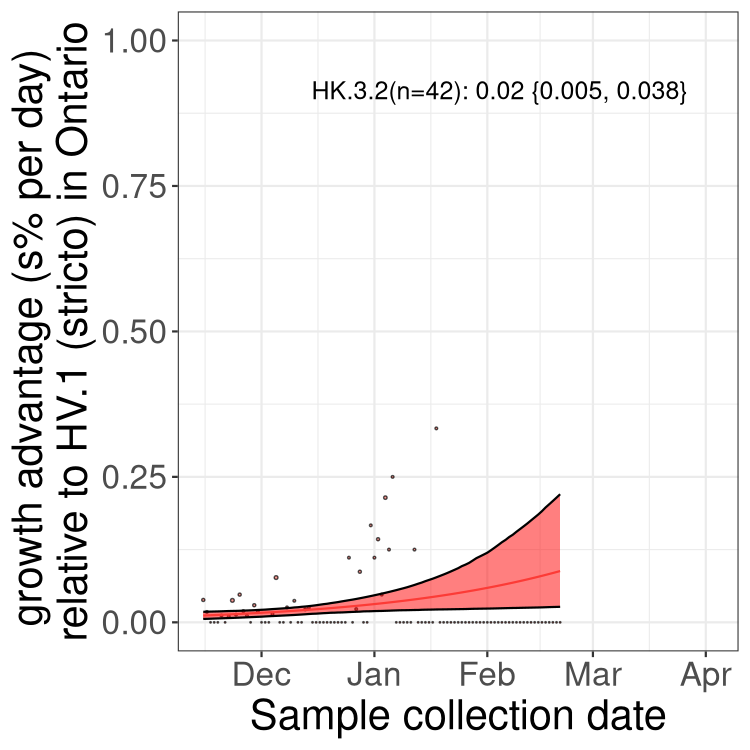 growth advantage (s% per day)
relative to HV.1 (stricto) in Ontario
1.00
0.75
0.50
0.25
0.00
HK.3.2(n=42): 0.02 {0.005, 0.038}
Dec Jan Feb Mar Apr
Sample collection date